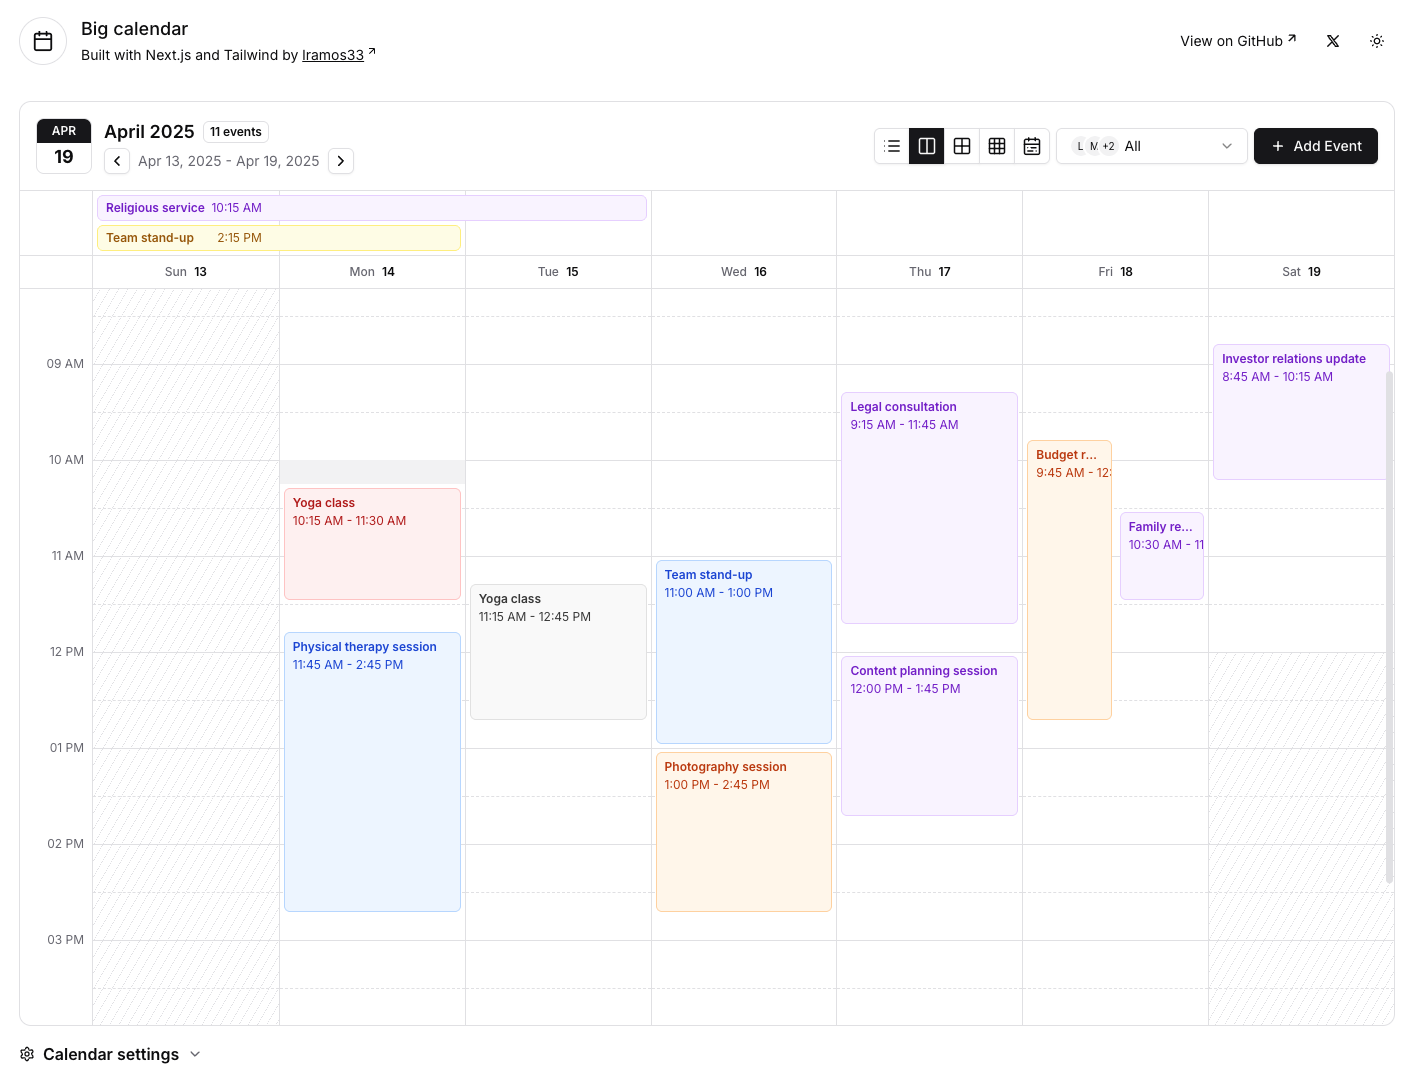 Big calendar
Built with Next.js and Tailwind by lramos33
View on GitHub
APR
19
April 2025
11 events
Apr 13, 2025 - Apr 19, 2025
L
M
+2
All
Add Event
Religious service 10:15 AM
Team stand-up 2:15 PM
Sun 13
Mon 14
Tue 15
Wed 16
Thu 17
Fri 18
Sat 19
09 AM
10 AM
11 AM
12 PM
01 PM
02 PM
03 PM
Yoga class
10:15 AM - 11:30 AM
Physical therapy session
11:45 AM - 2:45 PM
Yoga class
11:15 AM - 12:45 PM
Team stand-up
11:00 AM - 1:00 PM
Photography session
1:00 PM - 2:45 PM
Legal consultation
9:15 AM - 11:45 AM
Content planning session
12:00 PM - 1:45 PM
Budget r...
9:45 AM - 12:
Family re...
10:30 AM - 11
Investor relations update
8:45 AM - 10:15 AM
Calendar settings